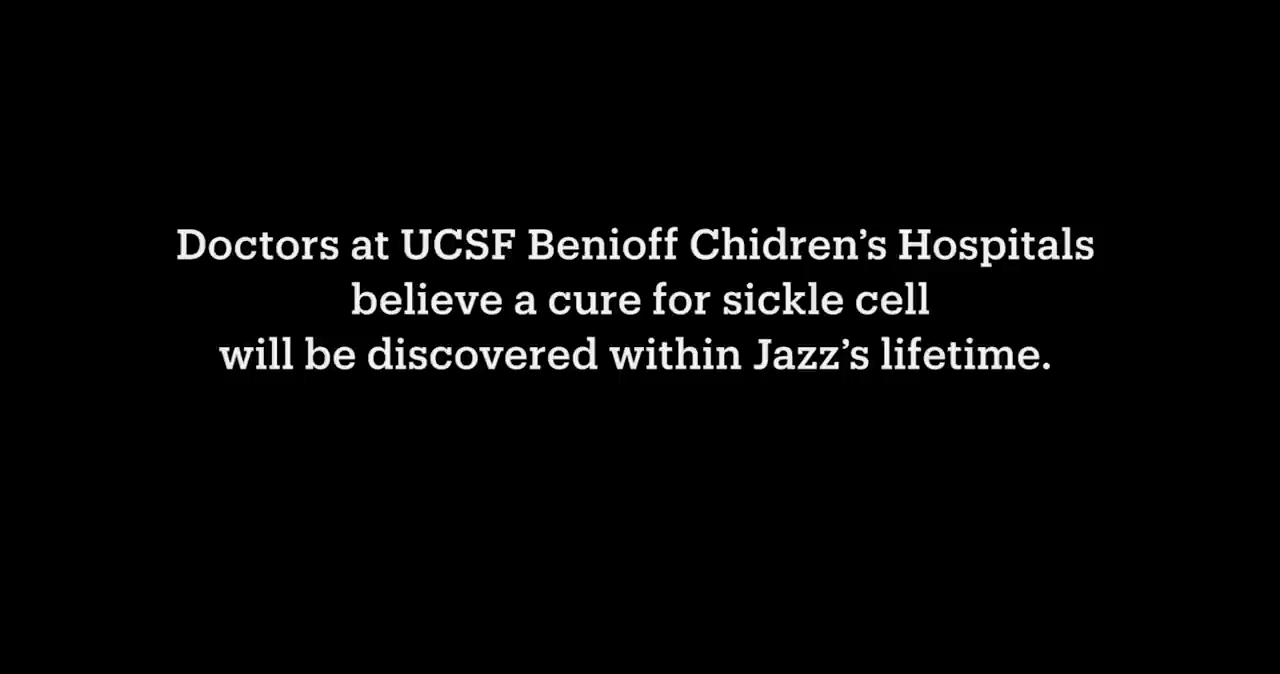 Doctors at UCSF Benioff Chidren’s Hospitals
believe a cure for sickle cell
will be discovered within Jazz’s lifetime.